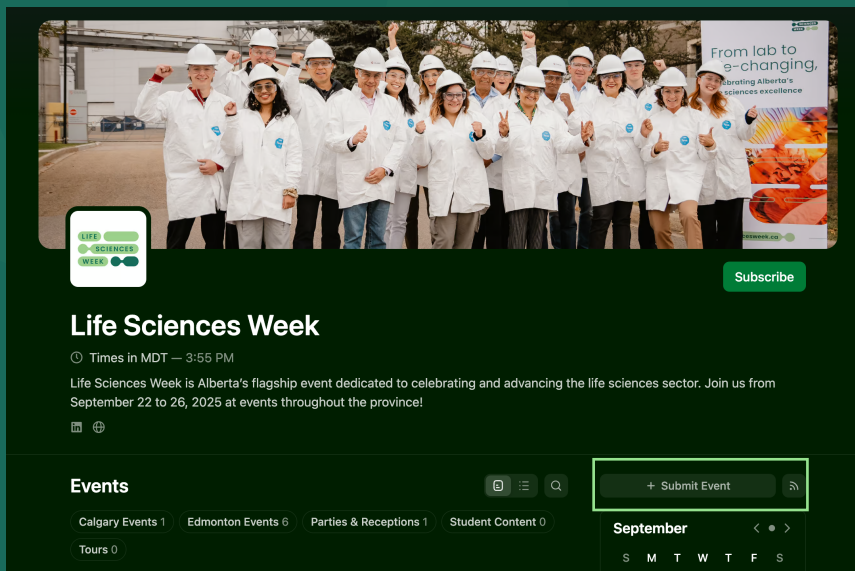 From lab to
e-changing,
ebrating Alberta's
sciences excellence
LIFE
SCIENCES
WEEK
Subscribe
Life Sciences Week
Times in MDT — 3:55 PM
Life Sciences Week is Alberta's flagship event dedicated to celebrating and advancing the life sciences sector. Join us from
September 22 to 26, 2025 at events throughout the province!
Events
+ Submit Event
Calgary Events 1 Edmonton Events 6 Parties & Receptions 1 Student Content 0
Tours 0
September
S M T W T F S